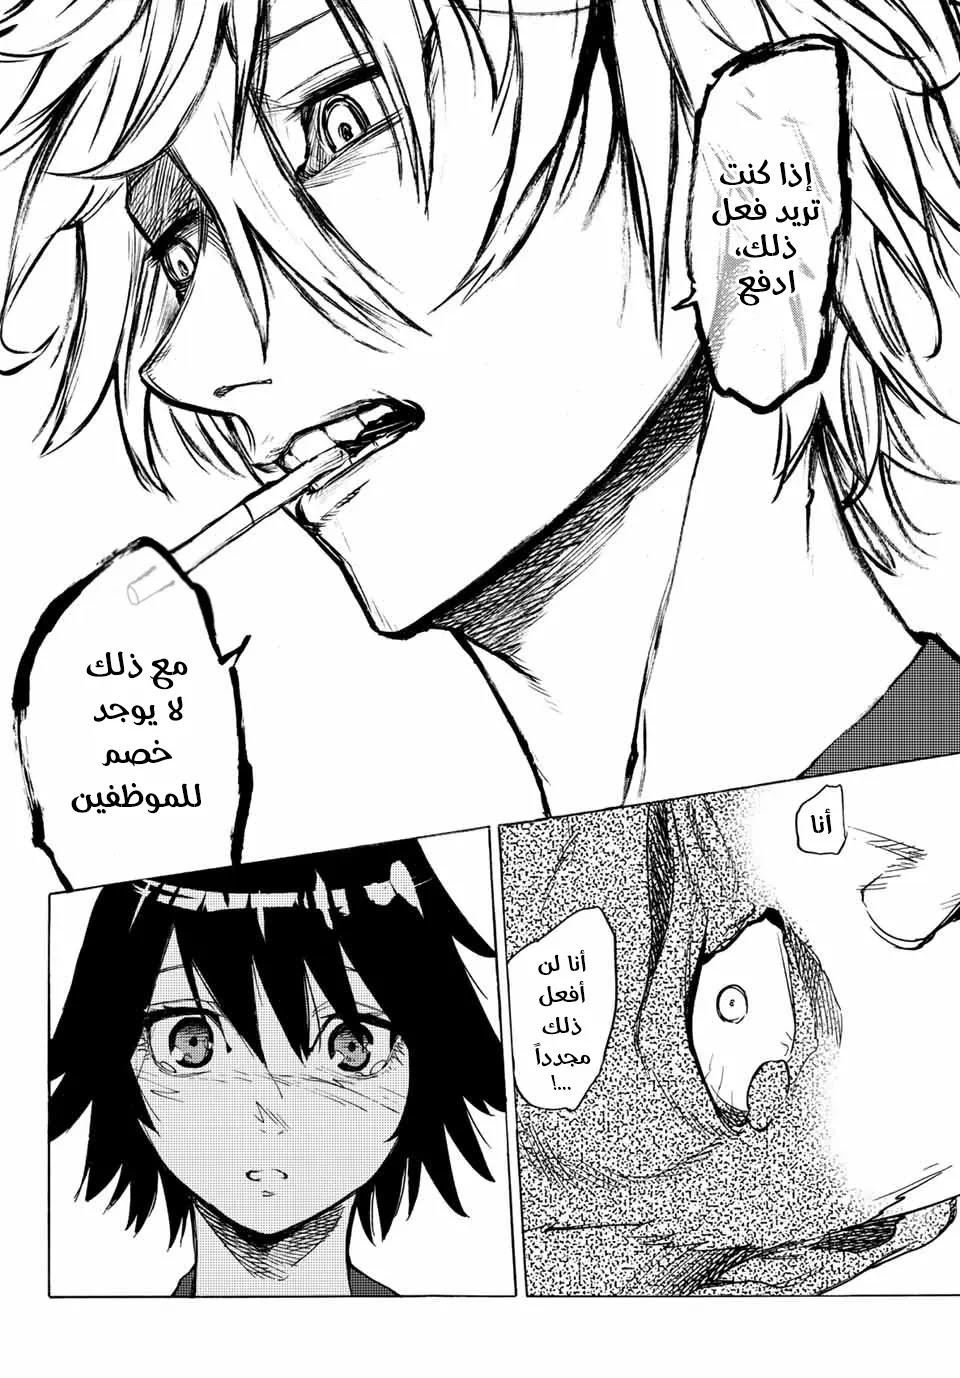 إذا كنت
تريد فعل
ذلك،
ادفع
مع ذلك
لا يوجد
خصم
للموظفين
أنا
أنا لن
أفعل
ذلك
مجدداً
...!